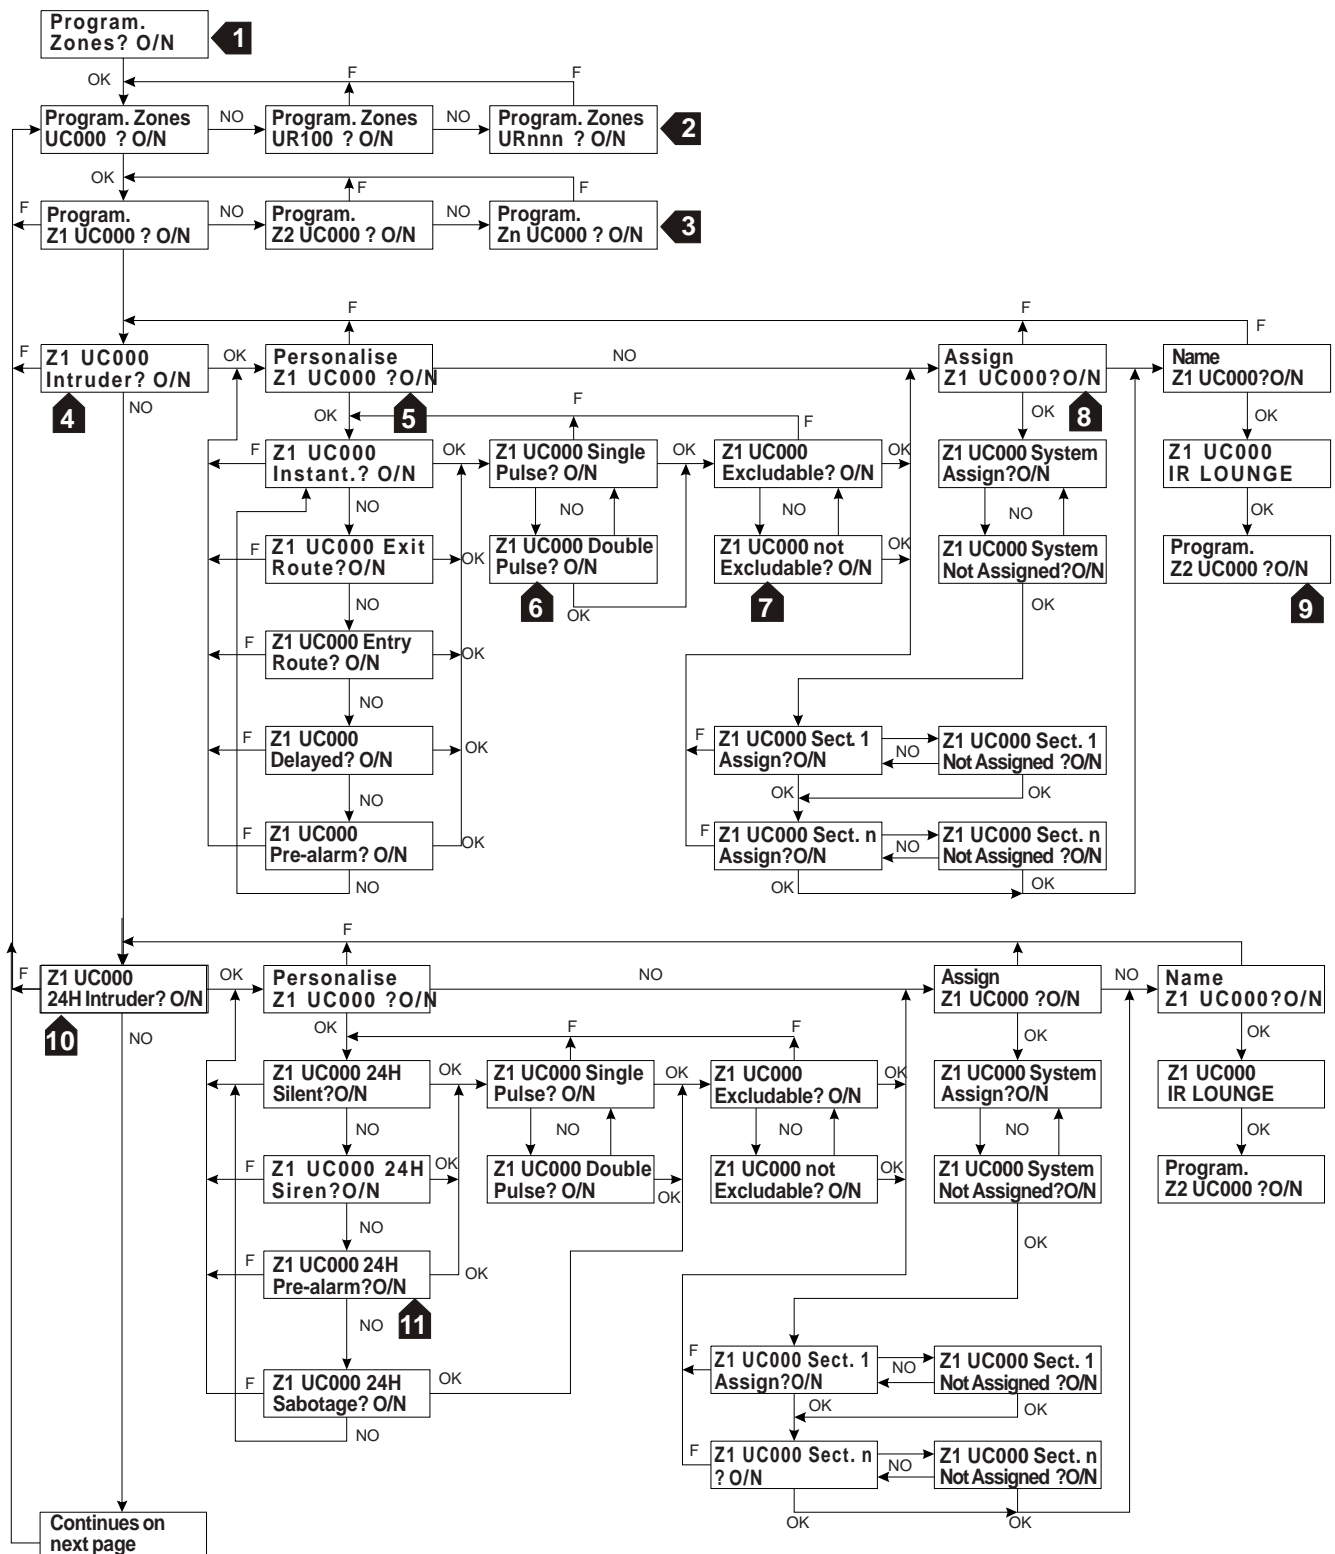 Program.
Zones? O/N
1
OK
F
F
Program. Zones
UC000 ? O/N
NO
Program. Zones
UR100 ? O/N
NO
Program. Zones
URnnn ? O/N
2
OK
F
F
F
Program.
Z1 UC000 ? O/N
NO
Program.
Z2 UC000 ? O/N
NO
Program.
Zn UC000 ? O/N
3
F
F
F
F
Z1 UC000
Intruder? O/N
4
OK
NO
Personalise
Z1 UC000 ?O/N
5
NO
Assign
Z1 UC000?O/N
8
Name
Z1 UC000?O/N
OK
F
F
OK
OK
F
Z1 UC000
Instant.? O/N
OK
Z1 UC000 Single
Pulse? O/N
OK
Z1 UC000
Excludable? O/N
OK
Z1 UC000 System
Assign?O/N
Z1 UC000
IR LOUNGE
NO
NO
NO
NO
OK
F
Z1 UC000 Exit
Route?O/N
OK
Z1 UC000 Double
Pulse? O/N
6
OK
Z1 UC000 not
Excludable? O/N
7
OK
Z1 UC000 System
Not Assigned?O/N
OK
Program.
Z2 UC000 ?O/N
9
NO
F
Z1 UC000 Entry
Route? O/N
OK
NO
F
Z1 UC000
Delayed? O/N
OK
F
Z1 UC000 Sect. 1
Assign?O/N
NO
Z1 UC000 Sect. 1
Not Assigned ?O/N
NO
OK
OK
F
Z1 UC000
Pre-alarm? O/N
OK
F
Z1 UC000 Sect. n
Assign?O/N
NO
Z1 UC000 Sect. n
Not Assigned ?O/N
NO
OK
OK
F
F
Z1 UC000
24H Intruder? O/N
10
OK
NO
Personalise
Z1 UC000 ?O/N
NO
Assign
Z1 UC000 ?O/N
NO
Name
Z1 UC000?O/N
OK
F
F
OK
OK
Z1 UC000 24H
Silent?O/N
OK
Z1 UC000 Single
Pulse? O/N
OK
Z1 UC000
Excludable? O/N
OK
Z1 UC000 System
Assign?O/N
Z1 UC000
IR LOUNGE
NO
NO
NO
NO
OK
F
Z1 UC000 24H
Siren?O/N
OK
Z1 UC000 Double
Pulse? O/N
OK
Z1 UC000 not
Excludable? O/N
OK
Z1 UC000 System
Not Assigned?O/N
OK
Program.
Z2 UC000 ?O/N
NO
F
Z1 UC000 24H
Pre-alarm?O/N
11
OK
NO
F
Z1 UC000 24H
Sabotage? O/N
OK
NO
F
Z1 UC000 Sect. 1
Assign?O/N
NO
Z1 UC000 Sect. 1
Not Assigned ?O/N
OK
OK
F
Z1 UC000 Sect. n
? O/N
NO
Z1 UC000 Sect. n
Not Assigned ?O/N
OK
OK
Continues on
next page